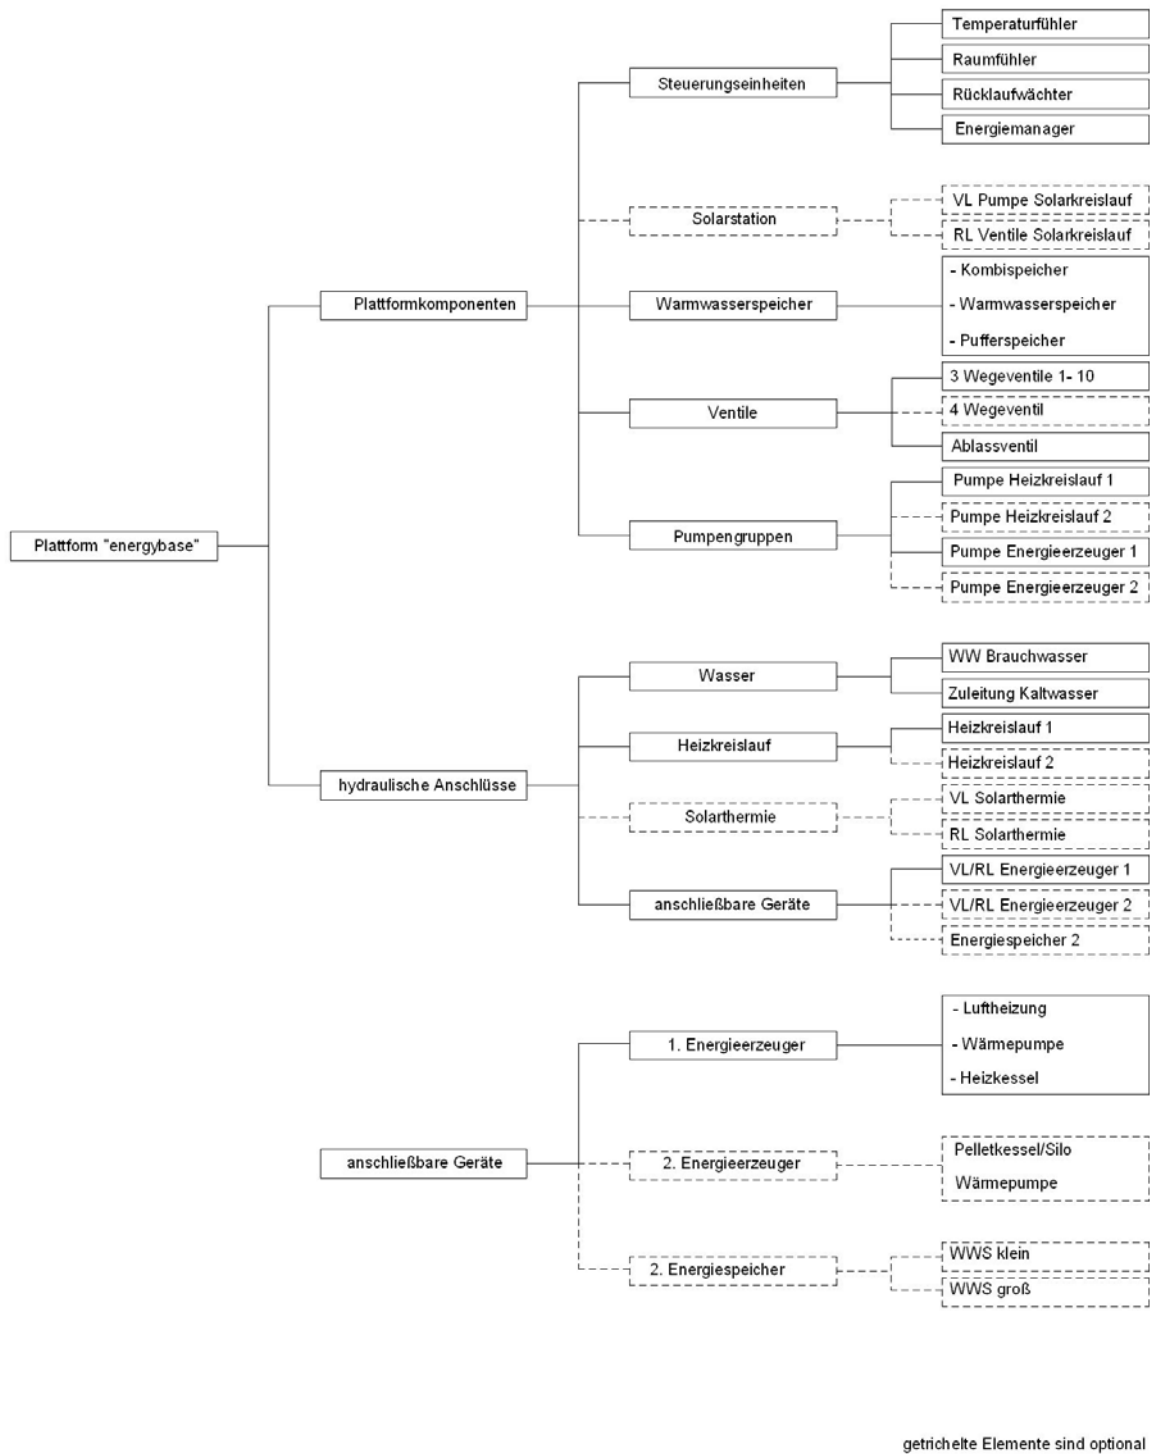 Temperaturfühler
Raumfühler
Steuerungseinheiten
Rücklaufwächter
Energiemanager
VL Pumpe Solarkreislauf
Solarstation
RL Ventile Solarkreislauf
- Kombispeicher
Plattformkomponenten
Warmwasserspeicher
- Warmwasserspeicher
- Pufferspeicher
3 Wegeventile 1- 10
Ventile
4 Wegeventil
Ablassventil
Pumpe Heizkreislauf 1
Pumpe Heizkreislauf 2
Pumpengruppen
Plattform "energybase"
Pumpe Energieerzeuger 1
Pumpe Energieerzeuger 2
WW Brauchwasser
Wasser
Zuleitung Kaltwasser
Heizkreislauf 1
Heizkreislauf
Heizkreislauf 2
hydraulische Anschlüsse
VL Solarthermie
Solarthermie
RL Solarthermie
VL/RL Energieerzeuger 1
anschließbare Geräte
VL/RL Energieerzeuger 2
Energiespeicher 2
- Luftheizung
1. Energieerzeuger
- Wärmepumpe
- Heizkessel
Pelletkessel/Silo
anschließbare Geräte
2. Energieerzeuger
Wärmepumpe
WWS klein
2. Energiespeicher
WWS groß
getrichelte Elemente sind optional